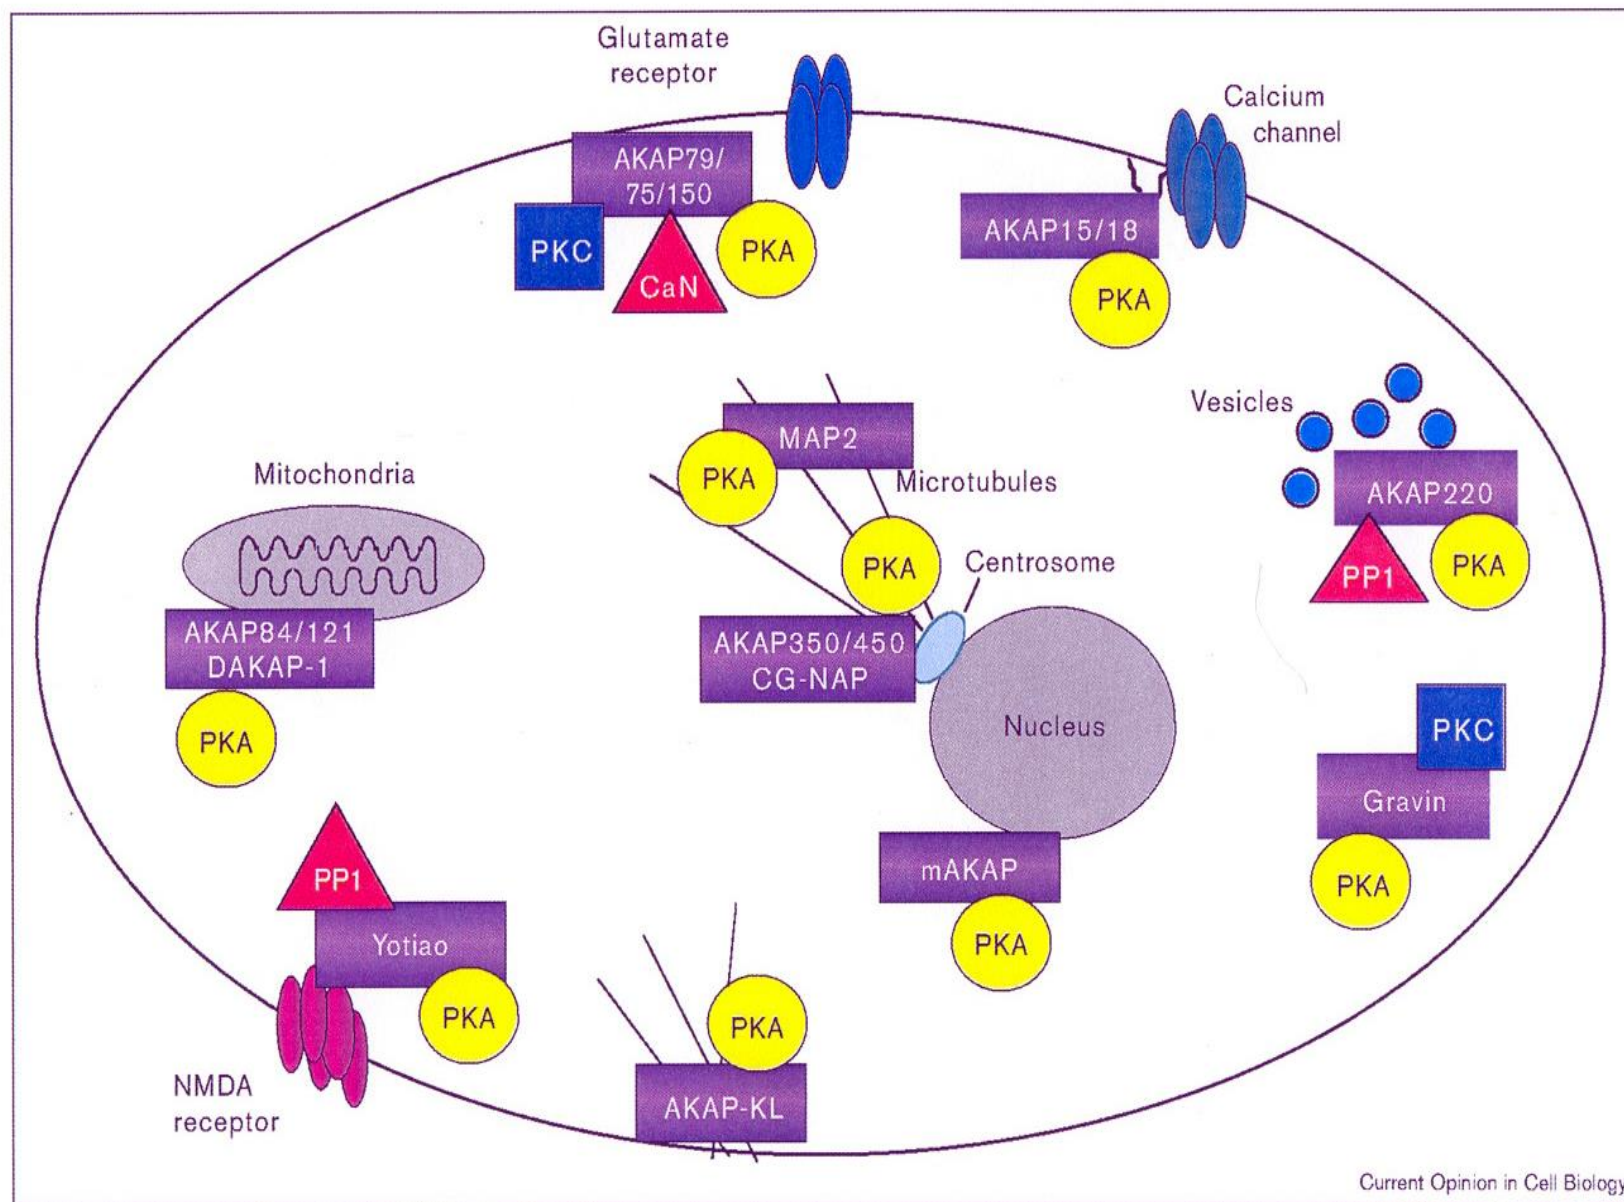 Glutamate
receptor
Calcium
channel
AKAP79/
75/150
PKC
CaN
PKA
AKAP15/18
PKA
Vesicles
MAP2
PKA
Microtubules
Mitochondria
AKAP220
PP1
PKA
PKA
Centrosome
AKAP84/121
DAKAP-1
PKA
AKAP350/450
CG-NAP
Nucleus
PKC
Gravin
PKA
mAKAP
PKA
PP1
Yotiao
PKA
NMDA
receptor
PKA
AKAP-KL
Current Opinion in Cell Biology